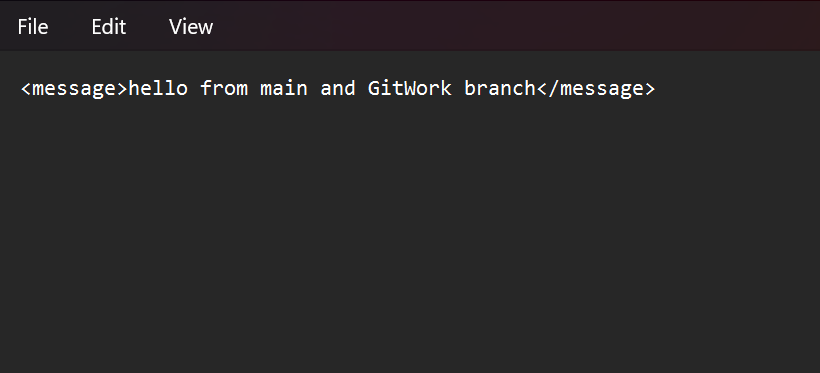 File Edit View
<message>hello from main and GitWork branch</message>